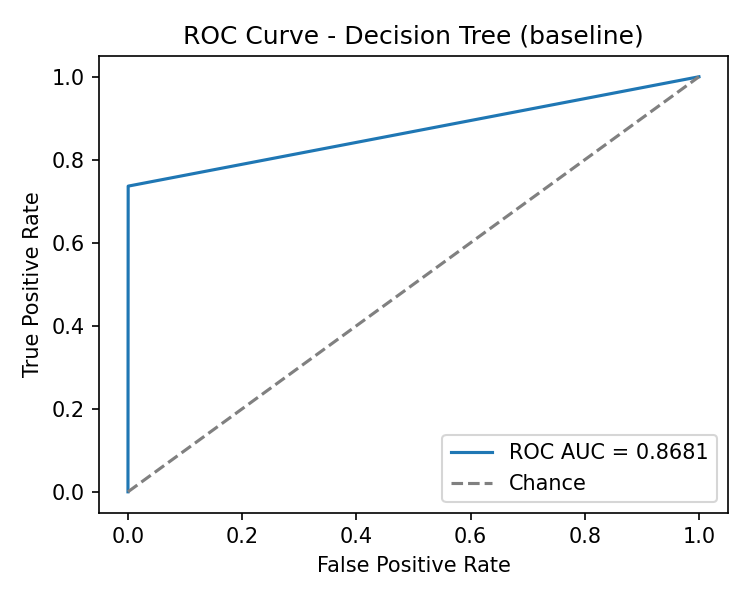 ROC Curve - Decision Tree (baseline)
True Positive Rate
1.0
0.8
0.6
0.4
0.2
0.0
ROC AUC = 0.8681
Chance
0.0 0.2 0.4 0.6 0.8 1.0
False Positive Rate